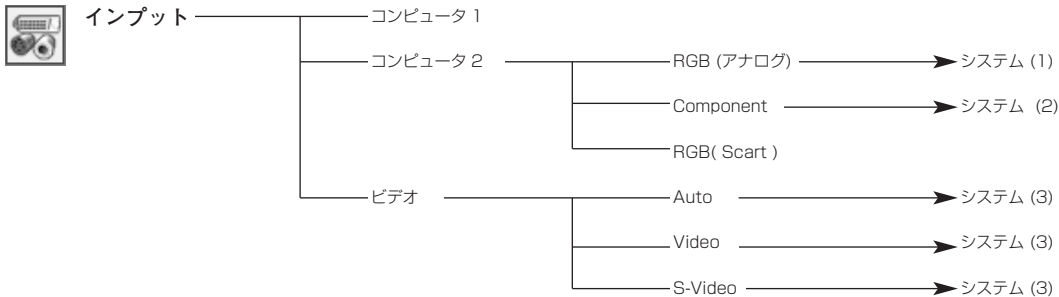 インプット
コンピュータ 1
コンピュータ 2
RGB (アナログ)
システム (1)
Component
システム (2)
RGB( Scart )
ビデオ
Auto
システム (3)
Video
システム (3)
S-Video
システム (3)